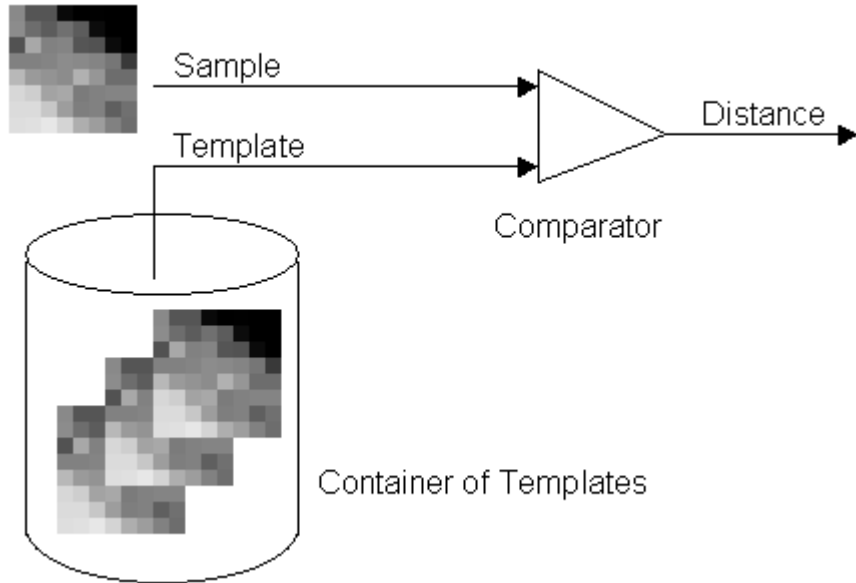 Sample
Distance
Template
Comparator
Container of Templates